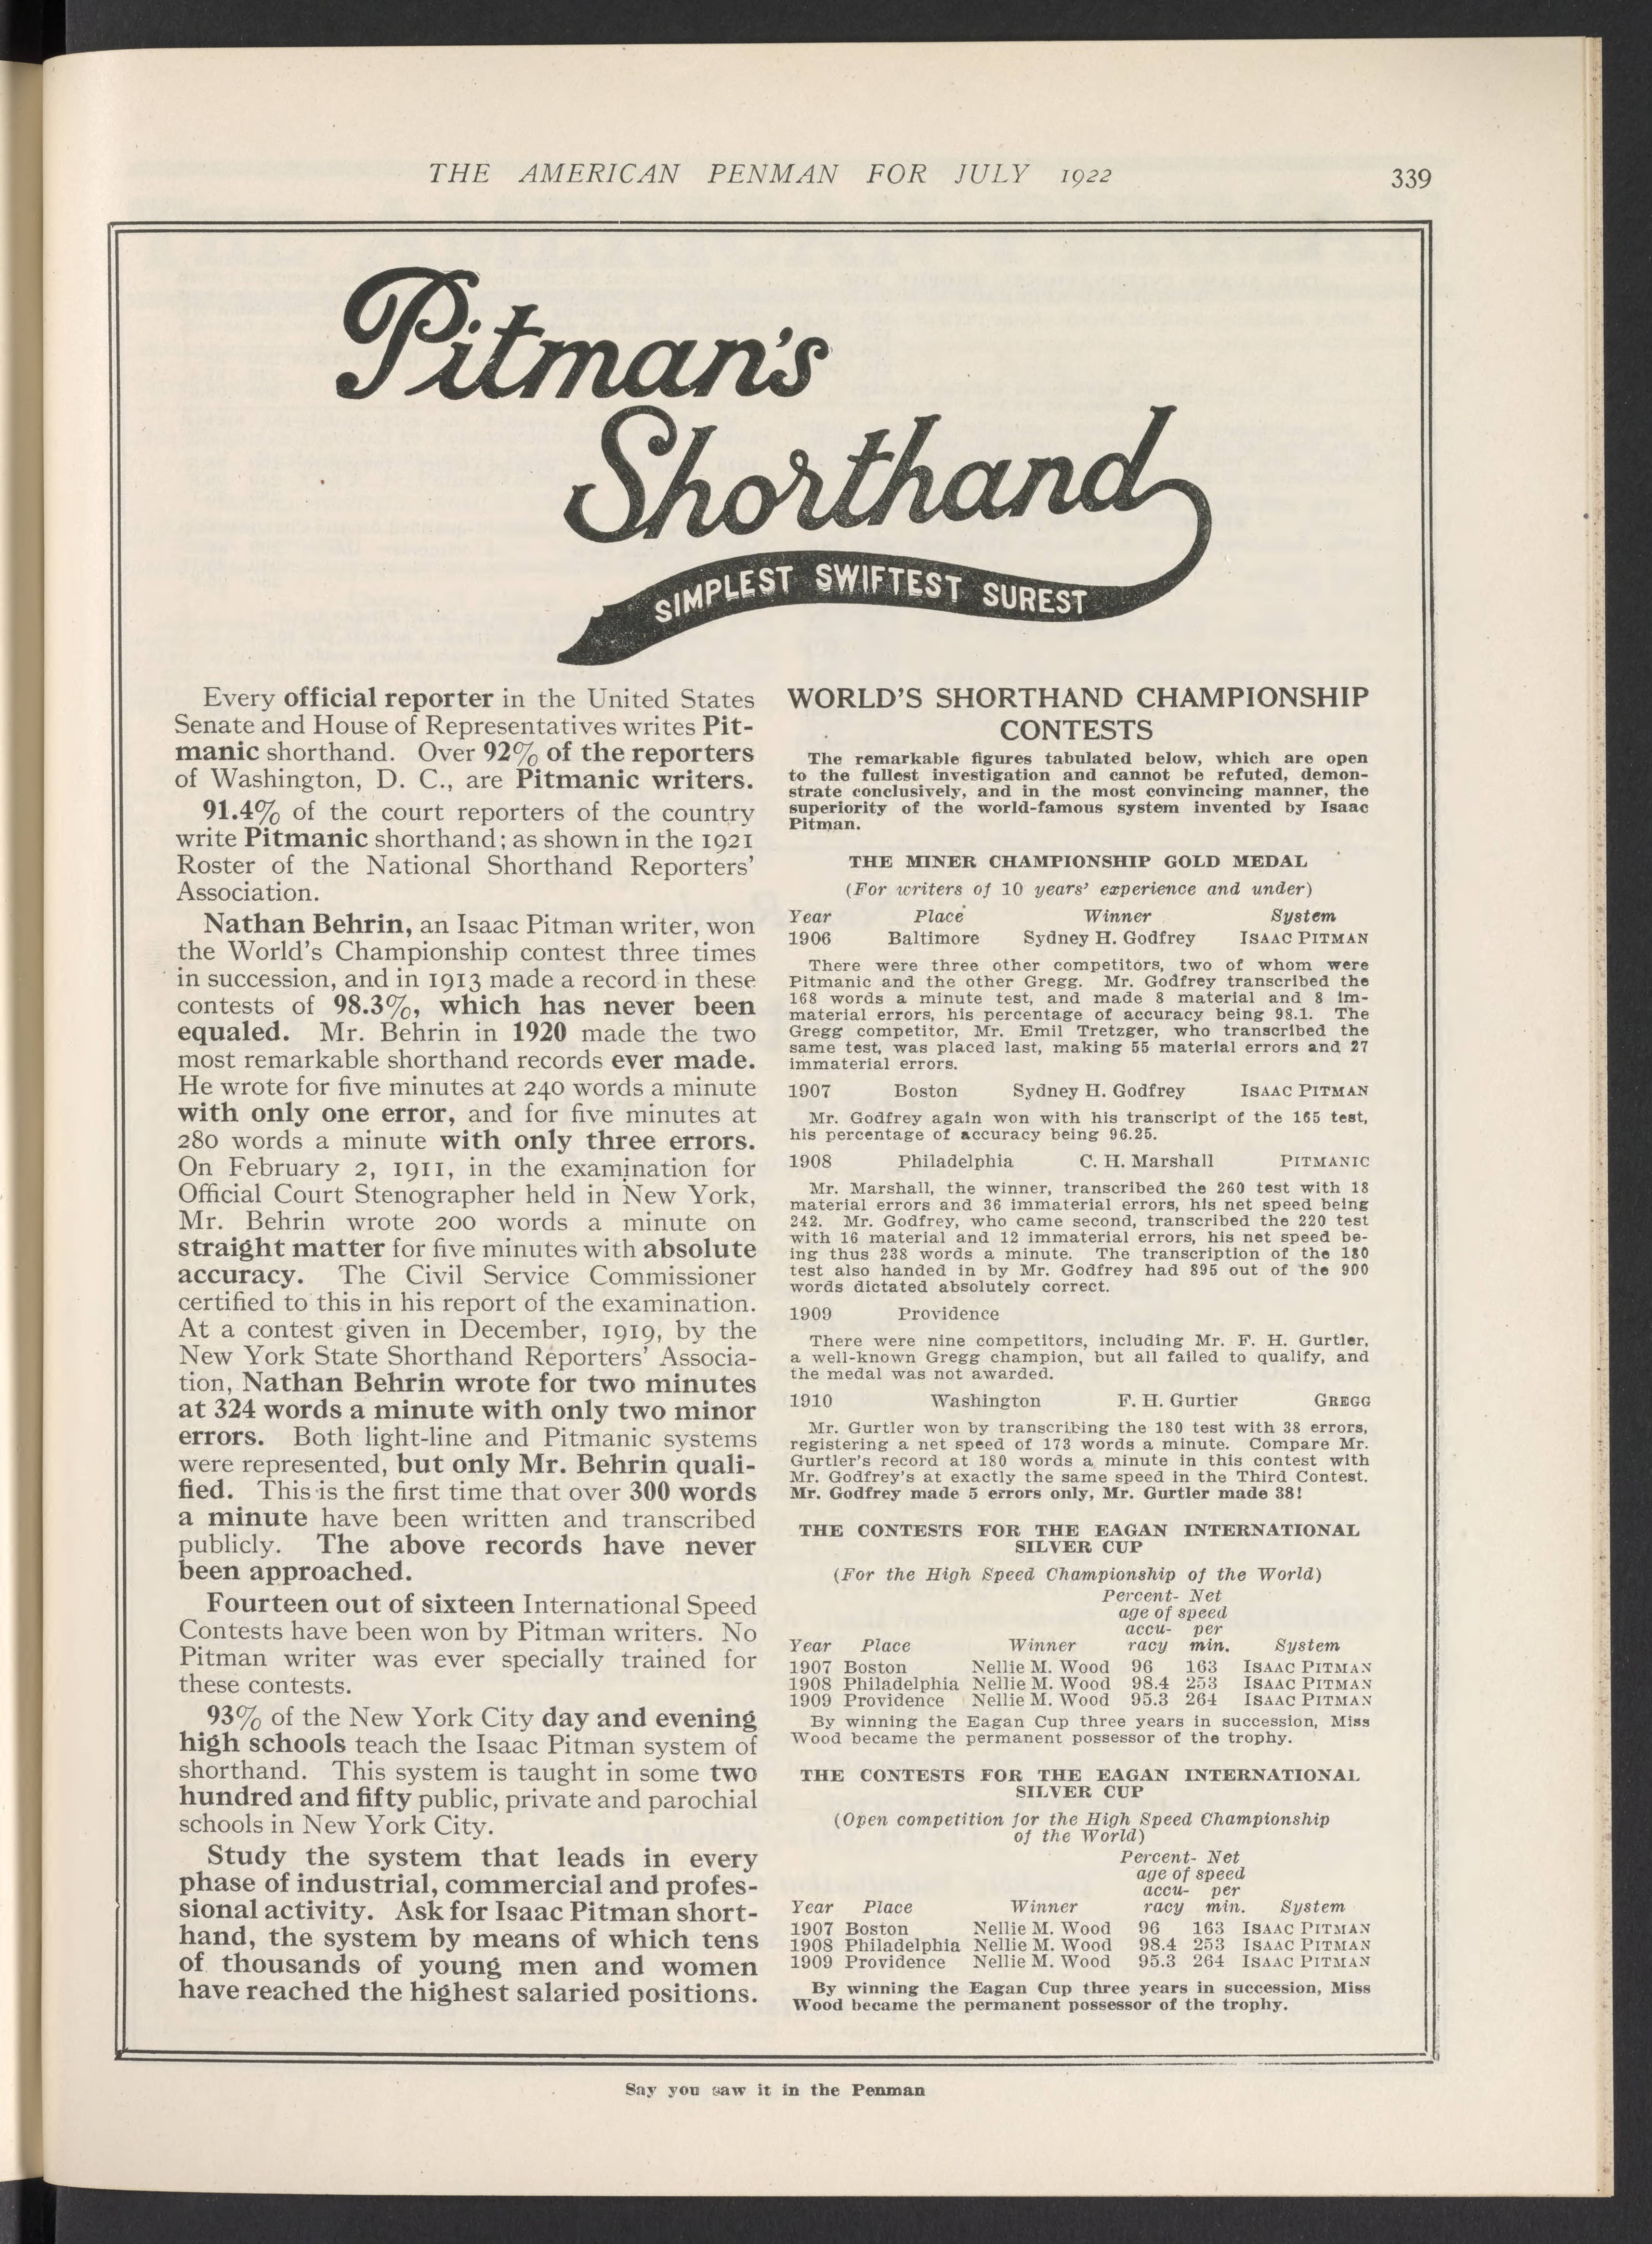 THE AMERICAN PENMAN FOR JULY 1922
339
Pitman's
Shorthand
SIMPLEST SWIFTEST SUREST
Every official reporter in the United States
Senate and House of Representatives writes Pit-
manic shorthand. Over 92% of the reporters
of Washington, D. C., are Pitmanic writers.
91.4% of the court reporters of the country
write Pitmanic shorthand; as shown in the 1921
Roster of the National Shorthand Reporters'
Association.
Nathan Behrin, an Isaac Pitman writer, won
the World's Championship contest three times
in succession, and in 1913 made a record in these
contests of 98.3%, which has never been
equaled. Mr. Behrin in 1920 made the two
most remarkable shorthand records ever made.
He wrote for five minutes at 240 words a minute
with only one error, and for five minutes at
280 words a minute with only three errors.
On February 2, 1911, in the examination for
Official Court Stenographer held in New York,
Mr. Behrin wrote 200 words a minute on
straight matter for five minutes with absolute
accuracy. The Civil Service Commissioner
certified to this in his report of the examination.
At a contest given in December, 1919, by the
New York State Shorthand Reporters' Associa-
tion, Nathan Behrin wrote for two minutes
at 324 words a minute with only two minor
errors. Both light-line and Pitmanic systems
were represented, but only Mr. Behrin quali-
fied. This is the first time that over 300 words
a minute have been written and transcribed
publicly. The above records have never
been approached.
Fourteen out of sixteen International Speed
Contests have been won by Pitman writers. No
Pitman writer was ever specially trained for
these contests.
93% of the New York City day and evening
high schools teach the Isaac Pitman system of
shorthand. This system is taught in some two
hundred and fifty public, private and parochial
schools in New York City.
Study the system that leads in every
phase of industrial, commercial and profes-
sional activity. Ask for Isaac Pitman short-
hand, the system by means of which tens
of thousands of young men and women
have reached the highest salaried positions.
WORLD'S SHORTHAND CHAMPIONSHIP
CONTESTS
The remarkable figures tabulated below, which are open
to the fullest investigation and cannot be refuted, demon-
strate conclusively, and in the most convincing manner, the
superiority of the world-famous system invented by Isaac
Pitman.
THE MINER CHAMPIONSHIP GOLD MEDAL
(For writers of 10 years' experience and under)
Year Place Winner System
1906 Baltimore Sydney H. Godfrey ISAAC PITMAN
There were three other competitors, two of whom were
Pitmanic and the other Gregg. Mr. Godfrey transcribed the
168 words a minute test, and made 8 material and 8 im-
material errors, his percentage of accuracy being 98.1. The
Gregg competitor, Mr. Emil Tretzger, who transcribed the
same test, was placed last, making 55 material errors and 27
immaterial errors.
1907 Boston Sydney H. Godfrey ISAAC PITMAN
Mr. Godfrey again won with his transcript of the 165 test,
his percentage of accuracy being 96.25.
1908 Philadelphia C. H. Marshall PITMANIC
Mr. Marshall, the winner, transcribed the 260 test with 18
material errors and 36 immaterial errors, his net speed being
242. Mr. Godfrey, who came second, transcribed the 220 test
with 16 material and 12 immaterial errors, his net speed be-
ing thus 238 words a minute. The transcription of the 180
test also handed in by Mr. Godfrey had 895 out of the 900
words dictated absolutely correct.
1909 Providence
There were nine competitors, including Mr. F. H. Gurtler,
a well-known Gregg champion, but all failed to qualify, and
the medal was not awarded.
1910 Washington F. H. Gurtier GREGG
Mr. Gurtler won by transcribing the 180 test with 38 errors,
registering a net speed of 173 words a minute. Compare Mr.
Gurtler's record at 180 words a minute in this contest with
Mr. Godfrey's at exactly the same speed in the Third Contest.
Mr. Godfrey made 5 errors only, Mr. Gurtler made 38!
THE CONTESTS FOR THE EAGAN INTERNATIONAL
SILVER CUP
(For the High Speed Championship of the World)
Percent- Net
age of speed
accu- per
Year Place Winner racy min. System
1907 Boston Nellie M. Wood 96 163 ISAAC PITMAN
1908 Philadelphia Nellie M. Wood 98.4 253 ISAAC PITMAN
1909 Providence Nellie M. Wood 95.3 264 ISAAC PITMAN
By winning the Eagan Cup three years in succession, Miss
Wood became the permanent possessor of the trophy.
THE CONTESTS FOR THE EAGAN INTERNATIONAL
SILVER CUP
(Open competition for the High Speed Championship
of the World)
Percent- Net
age of speed
accu- per
Year Place Winner racy min. System
1907 Boston Nellie M. Wood 96 163 ISAAC PITMAN
1908 Philadelphia Nellie M. Wood 98.4 253 ISAAC PITMAN
1909 Providence Nellie M. Wood 95.3 264 ISAAC PITMAN
By winning the Eagan Cup three years in succession, Miss
Wood became the permanent possessor of the trophy.
Say you saw it in the Penman